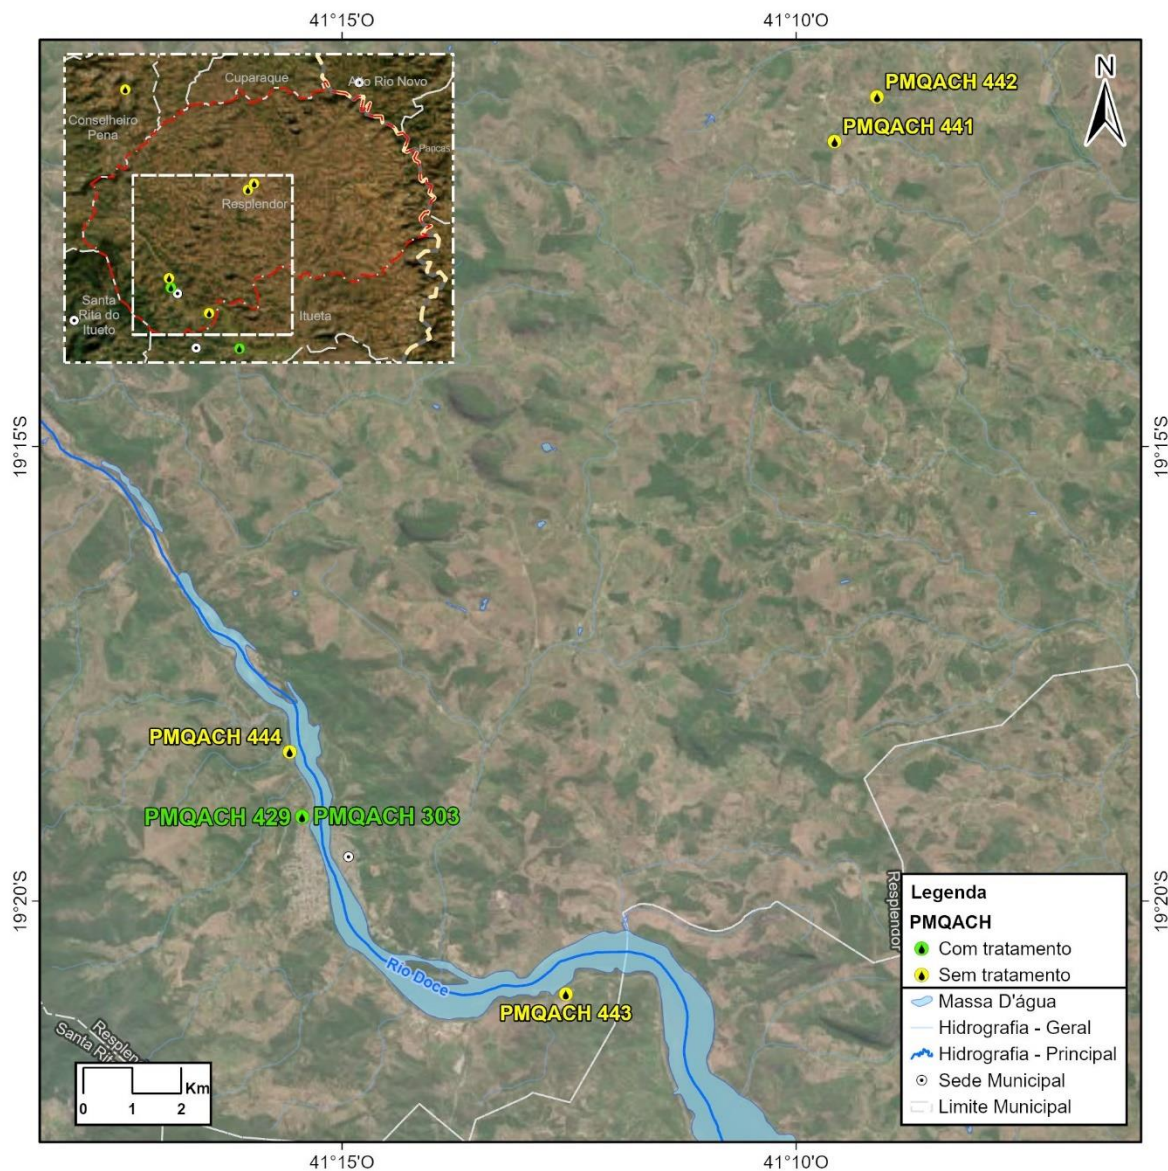 41°15'O
41°10'O
Cuparaque
Alto Rio Novo
Conselheiro
Pena
Pancas
Resplendor
Santa
Rita do
Itueto
Itueta
N
PMQACH 442
PMQACH 441
19°15'S
19°15'S
PMQACH 444
PMQACH 429
PMQACH 303
Rio Doce
PMQACH 443
Resplendor
19°20'S
19°20'S
Legenda
PMQACH
Com tratamento
Sem tratamento
Massa D'água
Hidrografia - Geral
Hidrografia - Principal
Sede Municipal
Limite Municipal
Km
0 1 2
41°15'O
41°10'O